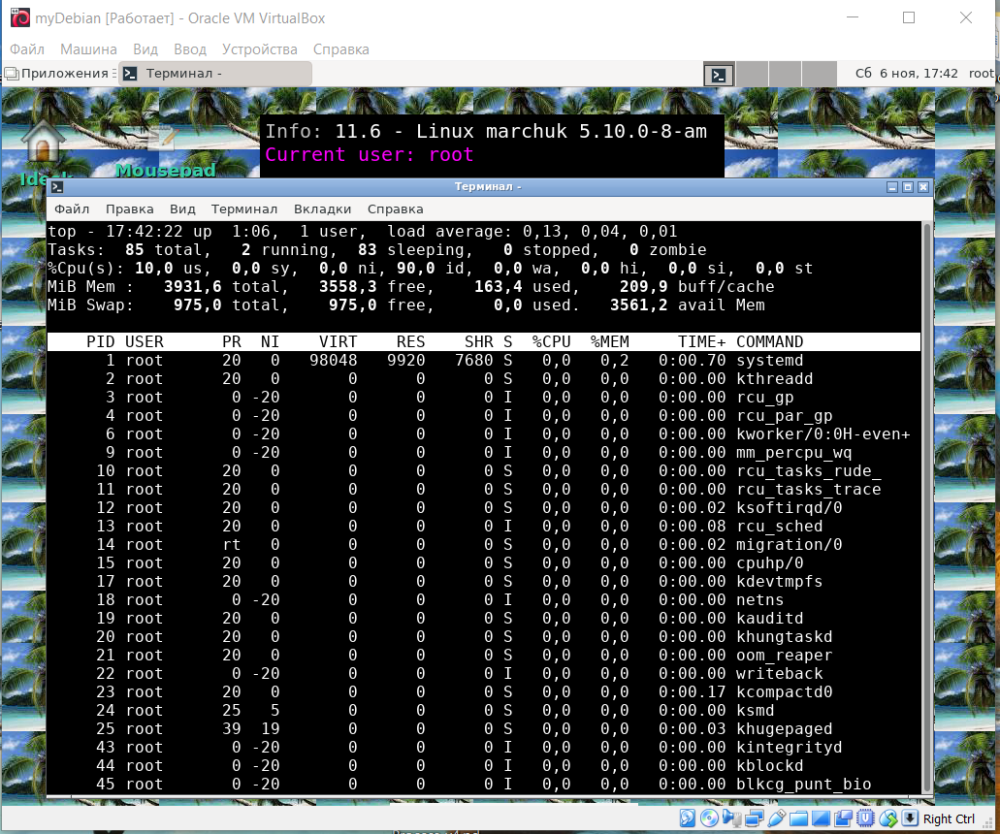 myDebian [Работает] - Oracle VM VirtualBox
Файл Машина Вид Ввод Устройства Справка
Приложения Терминал - Сб 6 ноя, 17:42 root
Info: 11.6 - Linux marchuk 5.10.0-8-am
Current user: root
Mousepad
Терминал -
Файл Правка Вид Терминал Вкладки Справка
top - 17:42:22 up  1:06,  1 user,  load average: 0,13, 0,04, 0,01
Tasks:  85 total,   2 running,  83 sleeping,   0 stopped,   0 zombie
%Cpu(s): 10,0 us,  0,0 sy,  0,0 ni, 90,0 id,  0,0 wa,  0,0 hi,  0,0 si,  0,0 st
MiB Mem :   3931,6 total,   3558,3 free,    163,4 used,    209,9 buff/cache
MiB Swap:    975,0 total,    975,0 free,      0,0 used.   3561,2 avail Mem
PID USER PR NI VIRT RES SHR S %CPU %MEM TIME+ COMMAND
1 root 20 0 98048 9920 7680 S 0,0 0,2 0:00.70 systemd
2 root 20 0 0 0 0 S 0,0 0,0 0:00.00 kthreadd
3 root 0 -20 0 0 0 I 0,0 0,0 0:00.00 rcu_gp
4 root 0 -20 0 0 0 I 0,0 0,0 0:00.00 rcu_par_gp
6 root 0 -20 0 0 0 I 0,0 0,0 0:00.00 kworker/0:0H-even+
9 root 0 -20 0 0 0 I 0,0 0,0 0:00.00 mm_percpu_wq
10 root 20 0 0 0 0 S 0,0 0,0 0:00.00 rcu_tasks_rude_
11 root 20 0 0 0 0 S 0,0 0,0 0:00.00 rcu_tasks_trace
12 root 20 0 0 0 0 S 0,0 0,0 0:00.02 ksoftirqd/0
13 root 20 0 0 0 0 S 0,0 0,0 0:00.08 rcu_sched
14 root rt 0 0 0 0 S 0,0 0,0 0:00.02 migration/0
15 root 20 0 0 0 0 S 0,0 0,0 0:00.00 cpuhp/0
17 root 20 0 0 0 0 S 0,0 0,0 0:00.00 kdevtmpfs
18 root 0 -20 0 0 0 I 0,0 0,0 0:00.00 netns
19 root 20 0 0 0 0 S 0,0 0,0 0:00.00 kauditd
20 root 20 0 0 0 0 S 0,0 0,0 0:00.00 khungtaskd
21 root 20 0 0 0 0 S 0,0 0,0 0:00.00 oom_reaper
22 root 0 -20 0 0 0 I 0,0 0,0 0:00.00 writeback
23 root 20 0 0 0 0 S 0,0 0,0 0:00.17 kcompactd0
24 root 25 5 0 0 0 S 0,0 0,0 0:00.00 ksmd
25 root 39 19 0 0 0 S 0,0 0,0 0:00.03 khugepaged
43 root 0 -20 0 0 0 I 0,0 0,0 0:00.00 kintegrityd
44 root 0 -20 0 0 0 I 0,0 0,0 0:00.00 kblockd
45 root 0 -20 0 0 0 I 0,0 0,0 0:00.00 blkcg_punt_bio
Right Ctrl